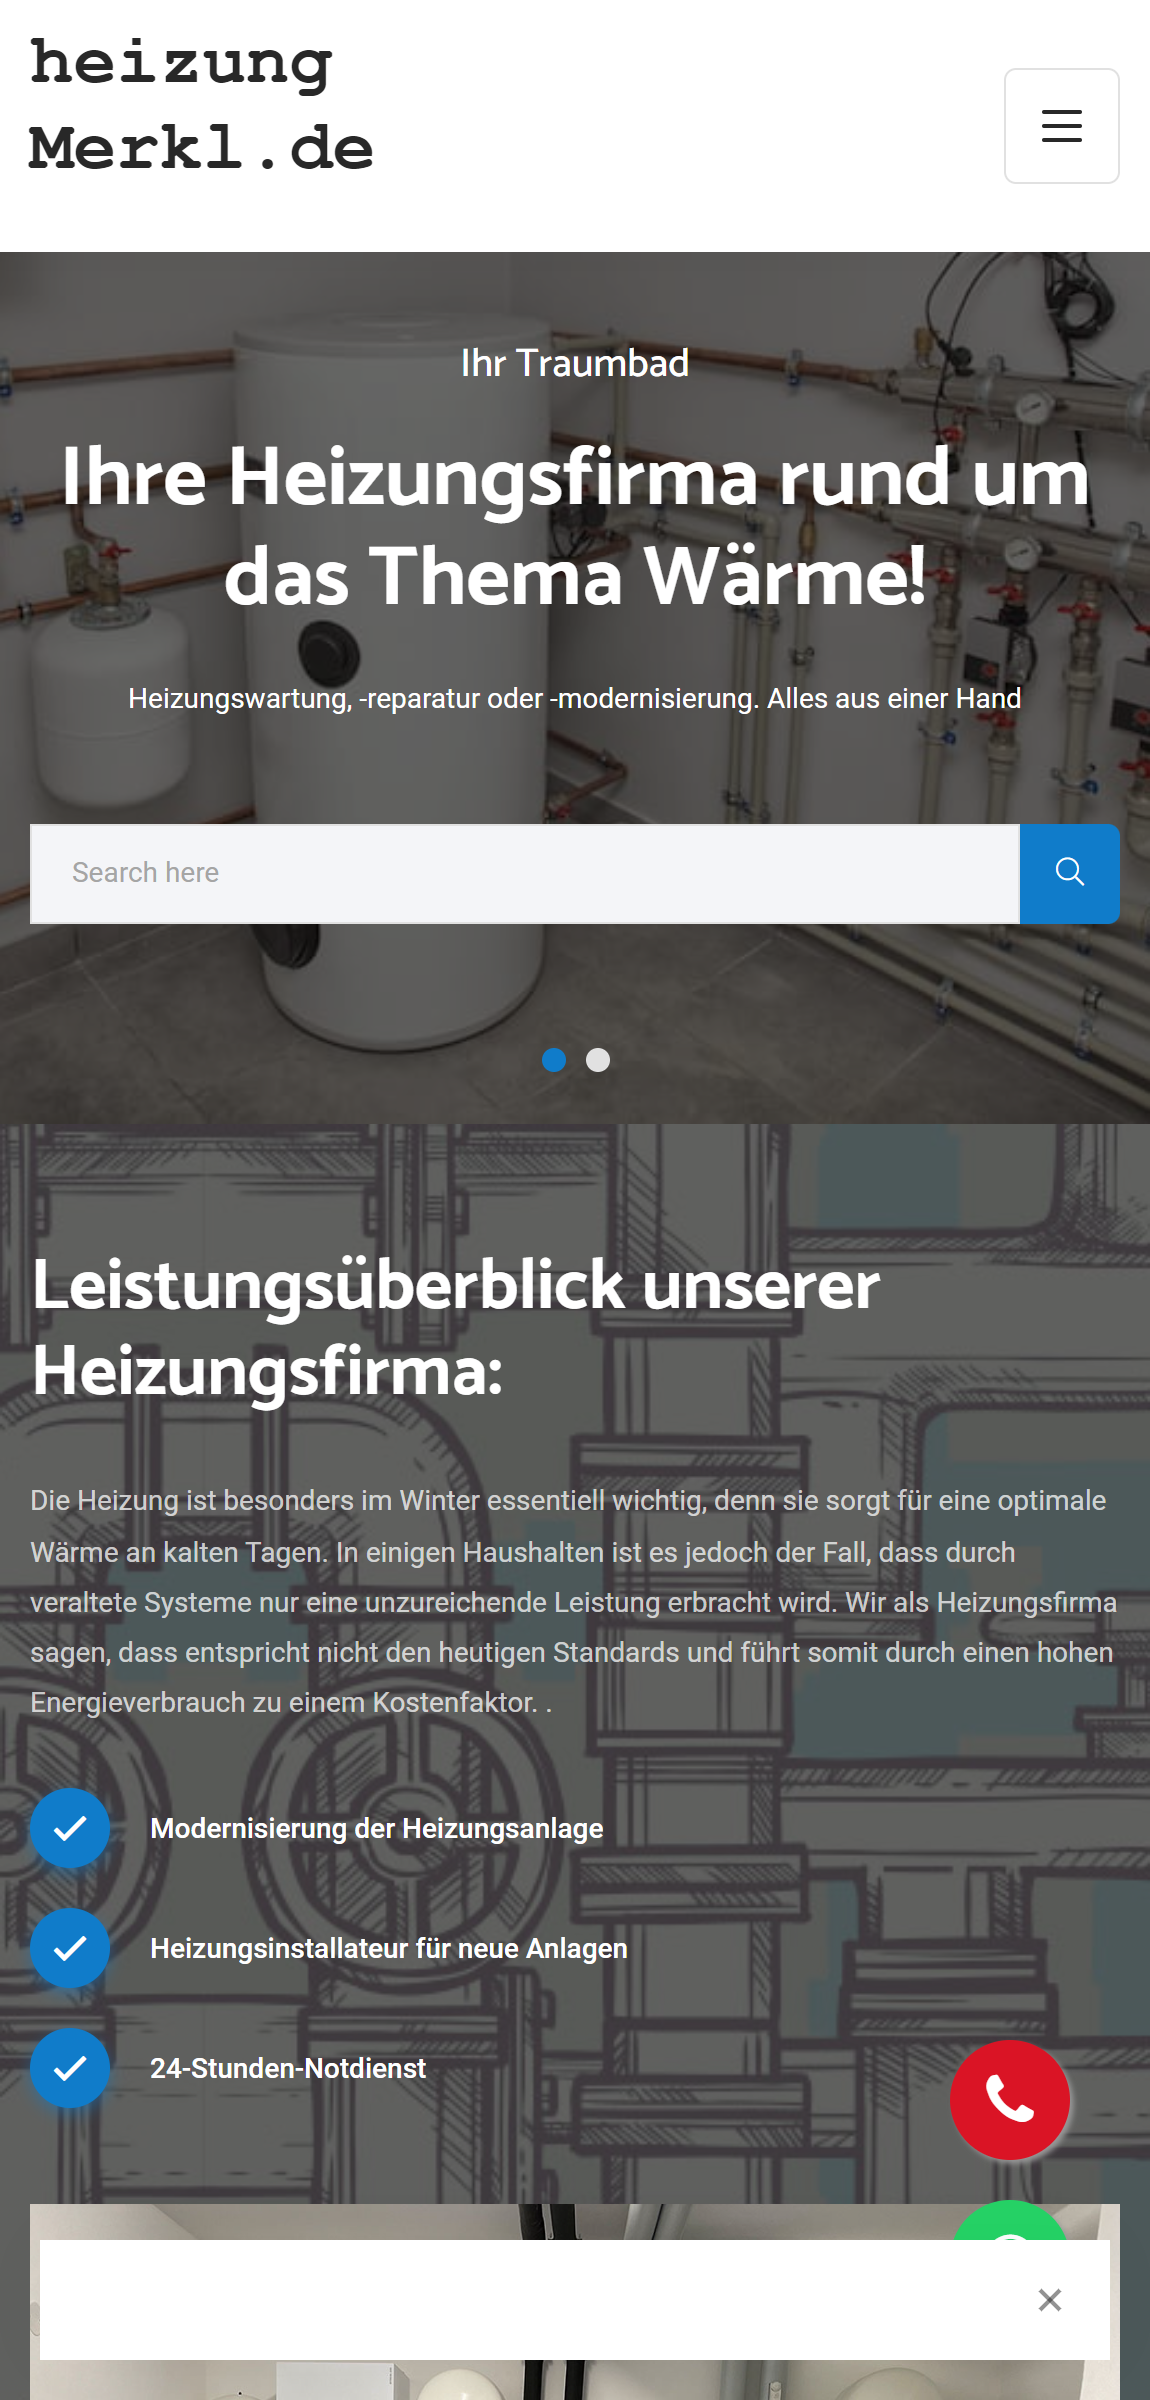 heizung
Merkl.de
Ihr Traumbad
Ihre Heizungsfirma rund um
das Thema Wärme!
Heizungswartung, -reparatur oder -modernisierung. Alles aus einer Hand
Search here
Leistungsüberblick unserer
Heizungsfirma:
Die Heizung ist besonders im Winter essentiell wichtig, denn sie sorgt für eine optimale
Wärme an kalten Tagen. In einigen Haushalten ist es jedoch der Fall, dass durch
veraltete Systeme nur eine unzureichende Leistung erbracht wird. Wir als Heizungsfirma
sagen, dass entspricht nicht den heutigen Standards und führt somit durch einen hohen
Energieverbrauch zu einem Kostenfaktor. .
Modernisierung der Heizungsanlage
Heizungsinstallateur für neue Anlagen
24-Stunden-Notdienst